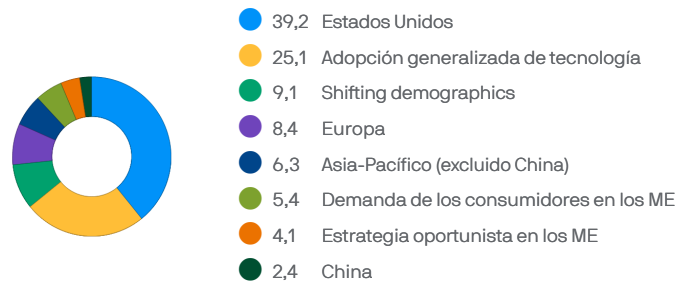 39,2 Estados Unidos
25,1 Adopción generalizada de tecnología
9,1 Shifting demographics
8,4 Europa
6,3 Asia-Pacífico (excluido China)
5,4 Demanda de los consumidores en los ME
4,1 Estrategia oportunista en los ME
2,4 China